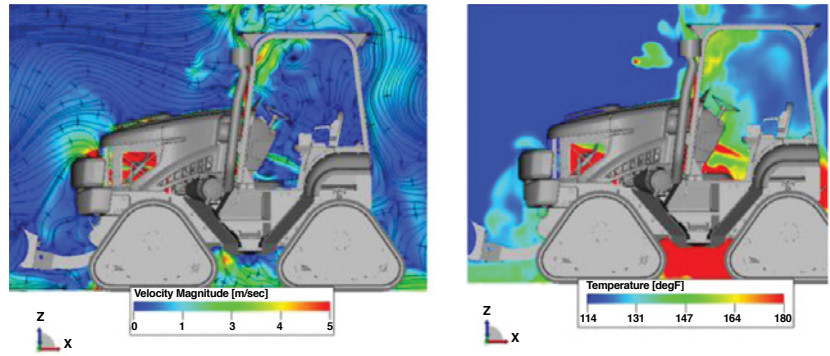 Velocity Magnitude [m/sec]
0 1 3 4 5
Z
X
Temperature [degF]
114 131 147 164 180
Z
X